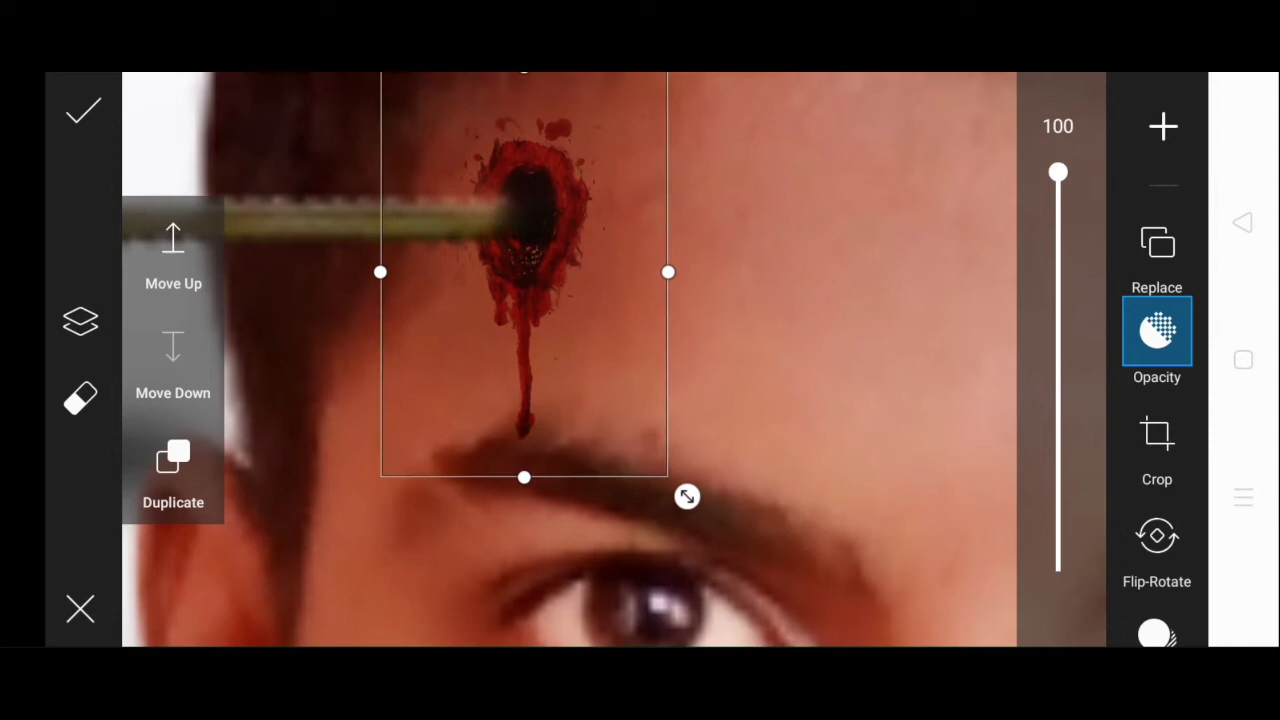 Move Up
Move Down
Duplicate
100
Replace
Opacity
Crop
Flip-Rotate